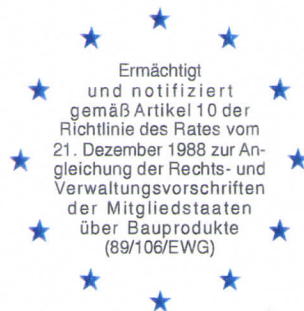 Ermächtigt
und notifiziert
gemäß Artikel 10 der
Richtlinie des Rates vom
21. Dezember 1988 zur An-
gleichung der Rechts- und
Verwaltungsvorschriften
der Mitgliedstaaten
über Bauprodukte
(89/106/EWG)